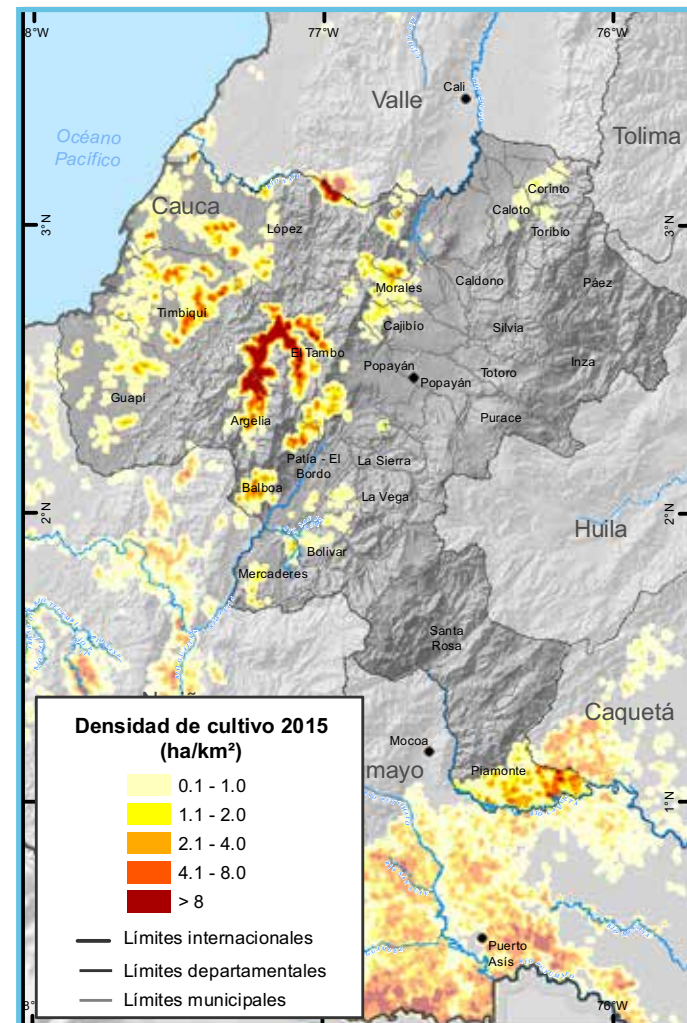 8°W
77°W
76°W
Cali
Valle
Océano
Pacífico
Tolima
Cauca
Corinto
Caloto
Toribío
3°N
3°N
López
Caldono
Páez
Morales
Timbiquí
Cajibío
Silvia
El Tambo
Inza
Popayán
Popayán
Totoro
Guapí
Argelia
Purace
Patía - El
Bordo
La Sierra
Balboa
La Vega
2°N
2°N
Huila
Bolivar
Mercaderes
Santa
Rosa
Caquetá
Mocoa
mayo
Piamonte
1°N
Densidad de cultivo 2015
(ha/km²)
0.1 - 1.0
1.1 - 2.0
2.1 - 4.0
4.1 - 8.0
> 8
Límites internacionales
Límites departamentales
Límites municipales
Puerto
Asís
8°
76°W